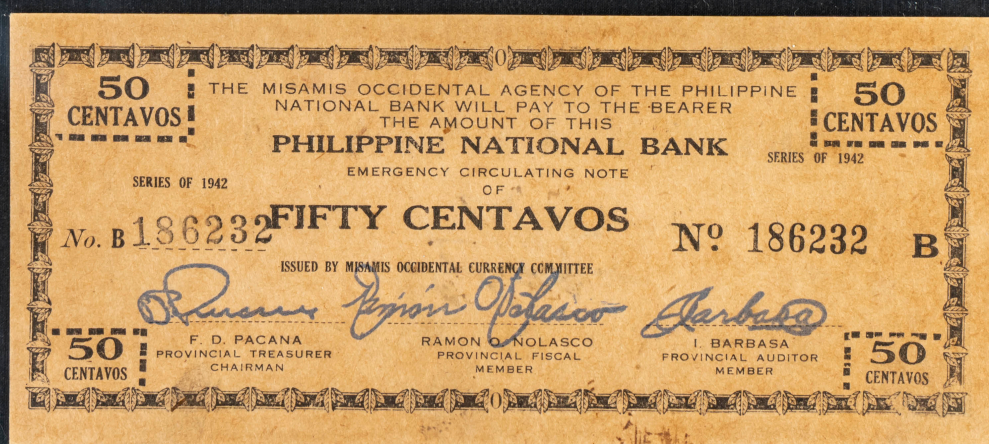 50
CENTAVOS
THE MISAMIS OCCIDENTAL AGENCY OF THE PHILIPPINE
NATIONAL BANK WILL PAY TO THE BEARER
THE AMOUNT OF THIS
50
CENTAVOS
PHILIPPINE NATIONAL BANK
SERIES OF 1942
EMERGENCY CIRCULATING NOTE
SERIES OF 1942
OF
FIFTY CENTAVOS
No. B 186232
Nº 186232 B
ISSUED BY MISAMIS OCCIDENTAL CURRENCY COMMITTEE
Ramon O Nolasco
I Barbasa
F. D. PACANA
PROVINCIAL TREASURER
CHAIRMAN
RAMON O. NOLASCO
PROVINCIAL FISCAL
MEMBER
I. BARBASA
PROVINCIAL AUDITOR
MEMBER
50
CENTAVOS
50
CENTAVOS